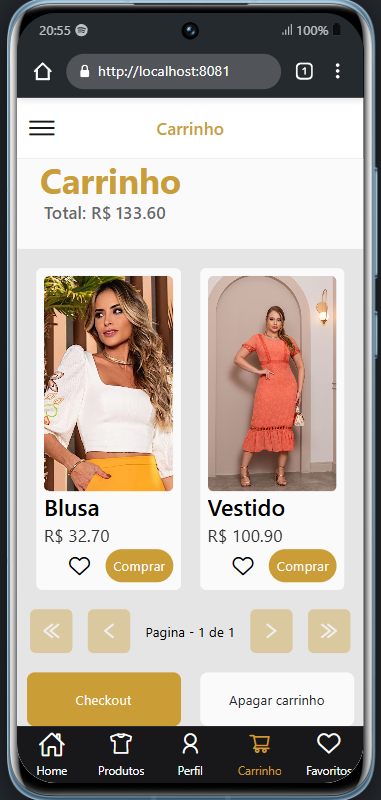 20:55 100%
http://localhost:8081 1
Carrinho
Carrinho
Total: R$ 133.60
Blusa Vestido
R$ 32.70 R$ 100.90
Comprar Comprar
Pagina - 1 de 1
Checkout Apagar carrinho
Home Produtos Perfil Carrinho Favoritos